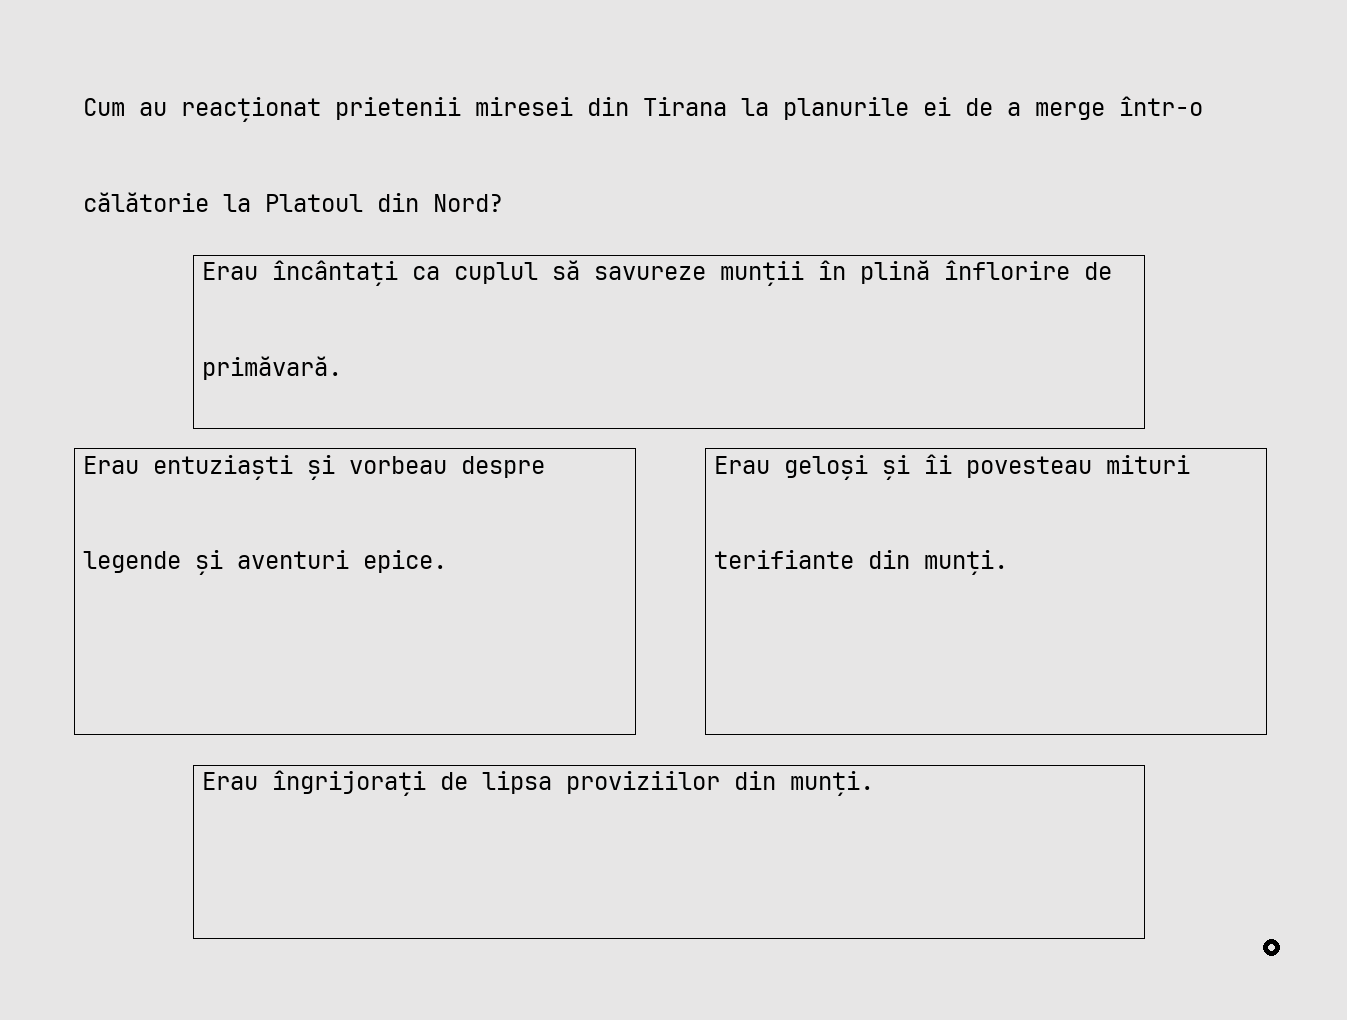 Cum au reacționat prietenii miresei din Tirana la planurile ei de a merge într-o
călătorie la Platoul din Nord?
Erau încântați ca cuplul să savureze munții în plină înflorire de
primăvară.
Erau entuziaști și vorbeau despre
legende și aventuri epice.
Erau geloși și îi povesteau mituri
terifiante din munți.
Erau îngrijorați de lipsa proviziilor din munți.